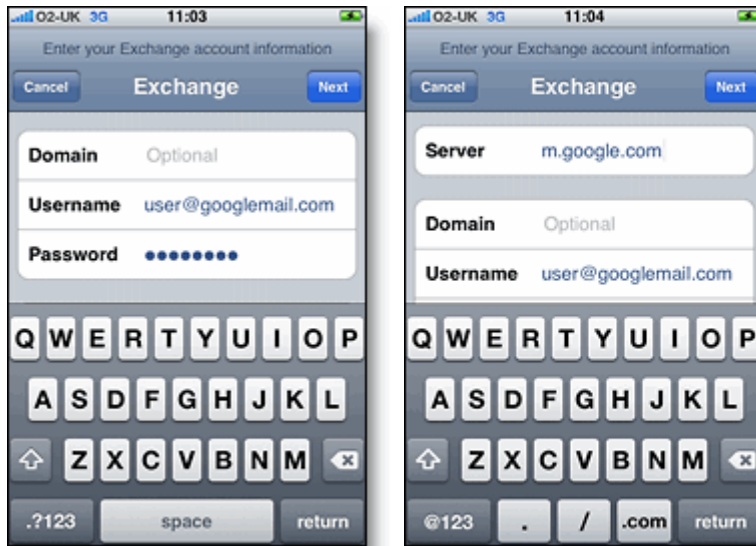 O2-UK 3G 11:03
Enter your Exchange account information
Cancel Exchange Next
Domain Optional
Username user@googlemail.com
Password ●●●●●●●●
Q W E R T Y U I O P
A S D F G H J K L
Z X C V B N M
.?123 space return
O2-UK 3G 11:04
Enter your Exchange account information
Cancel Exchange Next
Server m.google.com
Domain Optional
Username user@googlemail.com
Q W E R T Y U I O P
A S D F G H J K L
Z X C V B N M
@123 . / .com return